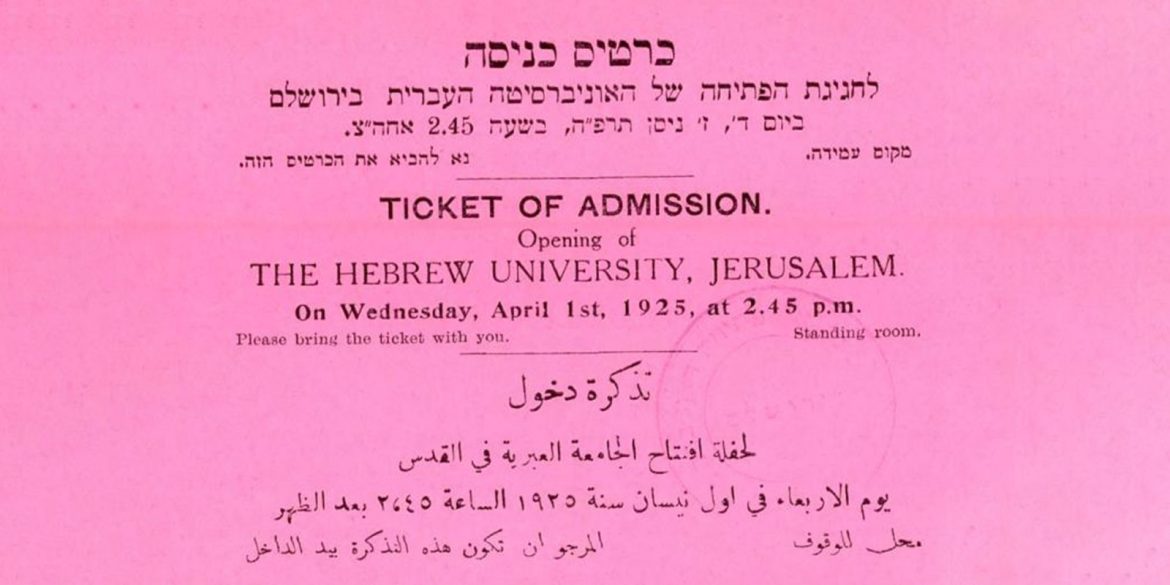 כרטיס כניסה
לחגיגת הפתיחה של האוניברסיטה העברית בירושלם
ביום ד׳, ז׳ ניסן תרפ״ה, בשעה 2.45 אחה״צ.
מקום עמידה. נא להביא את הכרטיס הזה.
TICKET OF ADMISSION.
Opening of
THE HEBREW UNIVERSITY, JERUSALEM.
On Wednesday, April 1st, 1925, at 2.45 p.m.
Please bring the ticket with you. Standing room.
تذكرة دخول
لحفلة افتتاح الجامعة العبرية في القدس
يوم الاربعاء في اول نيسان سنة ١٩٢٥ الساعة ٢،٤٥ بعد الظهر
محل للوقوف المرجو ان تكون هذه التذكرة بيد الداخل